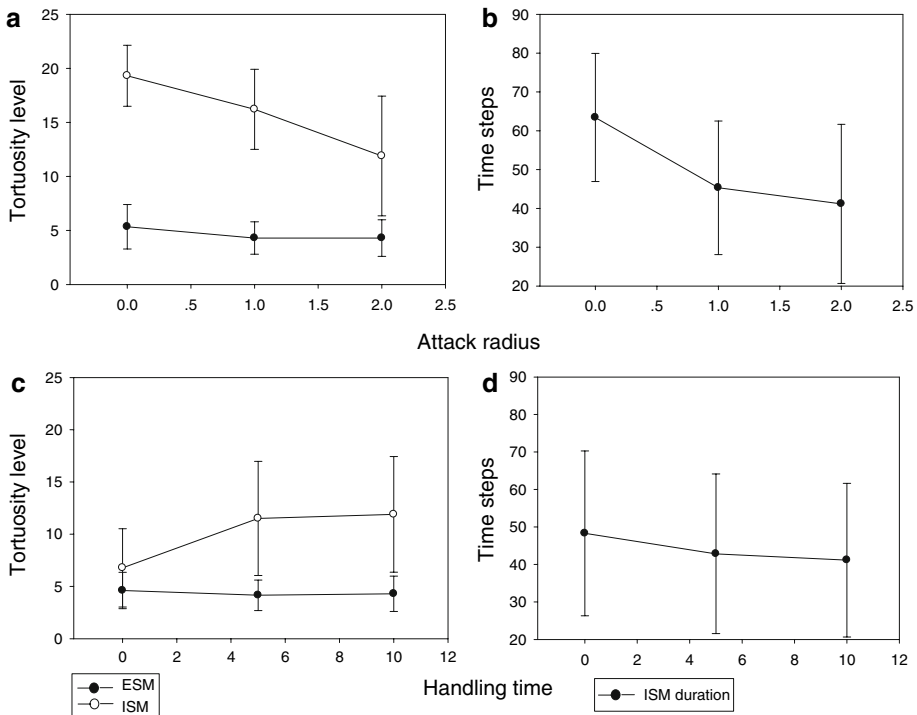 a
b
Tortuosity level
25
20
15
10
5
0
0.0 .5 1.0 1.5 2.0 2.5
Time steps
90
80
70
60
50
40
30
20
0.0 .5 1.0 1.5 2.0 2.5
Attack radius
c
d
Tortuosity level
25
20
15
10
5
0
0 2 4 6 8 10 12
Time steps
90
80
70
60
50
40
30
20
0 2 4 6 8 10 12
ESM
ISM
Handling time
ISM duration